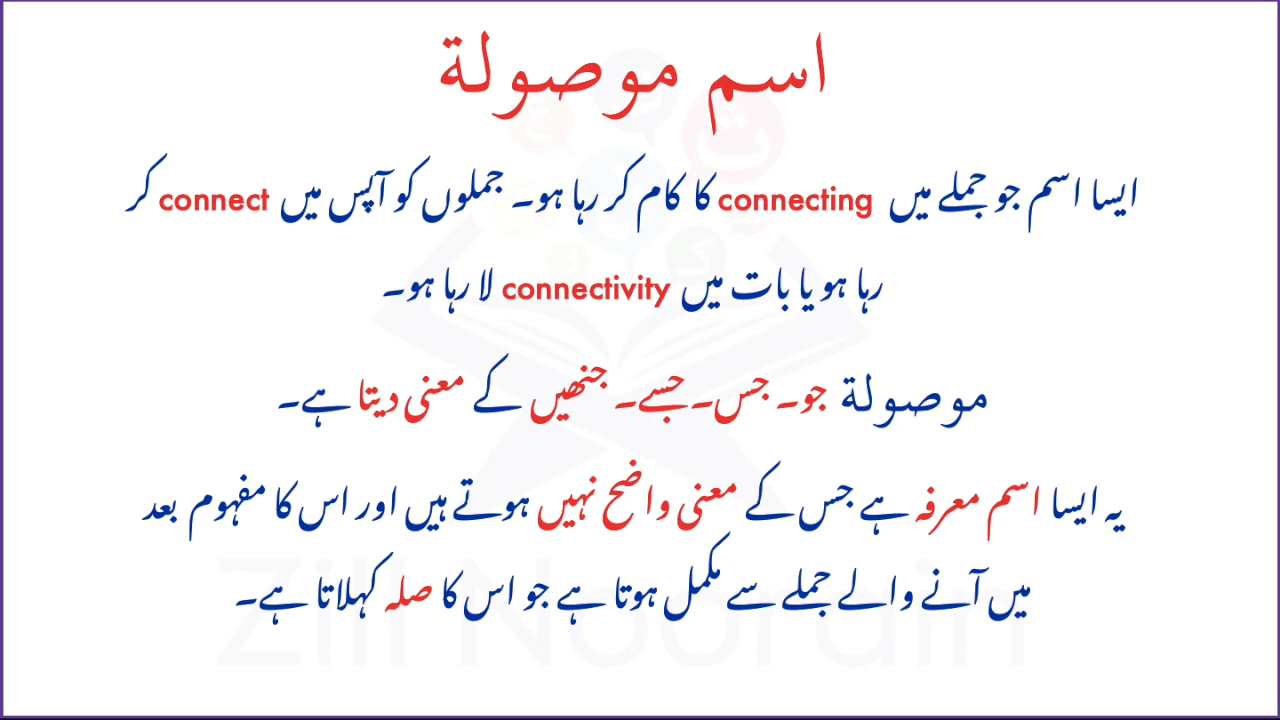 اسم موصولة
ایسا اسم جو جملے میں connecting کا کام کر رہا ہو۔ جملوں کو آپس میں connect کر
رہا ہو یا بات میں connectivity لا رہا ہو۔
موصولة جو۔ جس۔ جسے۔ جنھیں کے معنی دیتا ہے۔
یہ ایسا اسم معرفہ ہے جس کے معنی واضح نہیں ہوتے ہیں اور اس کا مفہوم بعد
میں آنے والے جملے سے مکمل ہوتا ہے جو اس کا صلہ کہلاتا ہے۔
Zill Noorain